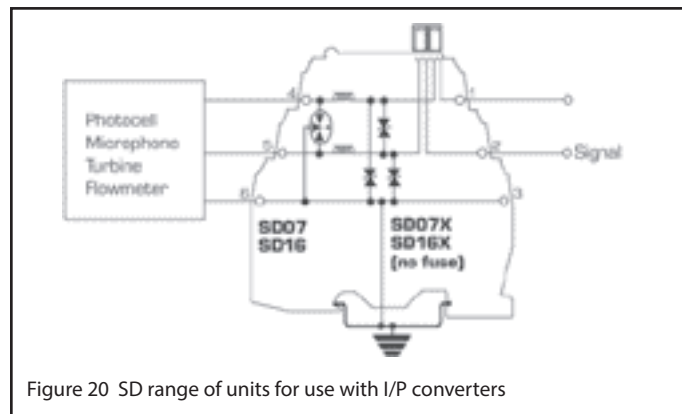 Photocell
Microphone
Turbine
Flowmeter
4
5
6
1
2
3
Signal
SD07
SD16
SD07X
SD16X
(no fuse)
Figure 20 SD range of units for use with I/P converters